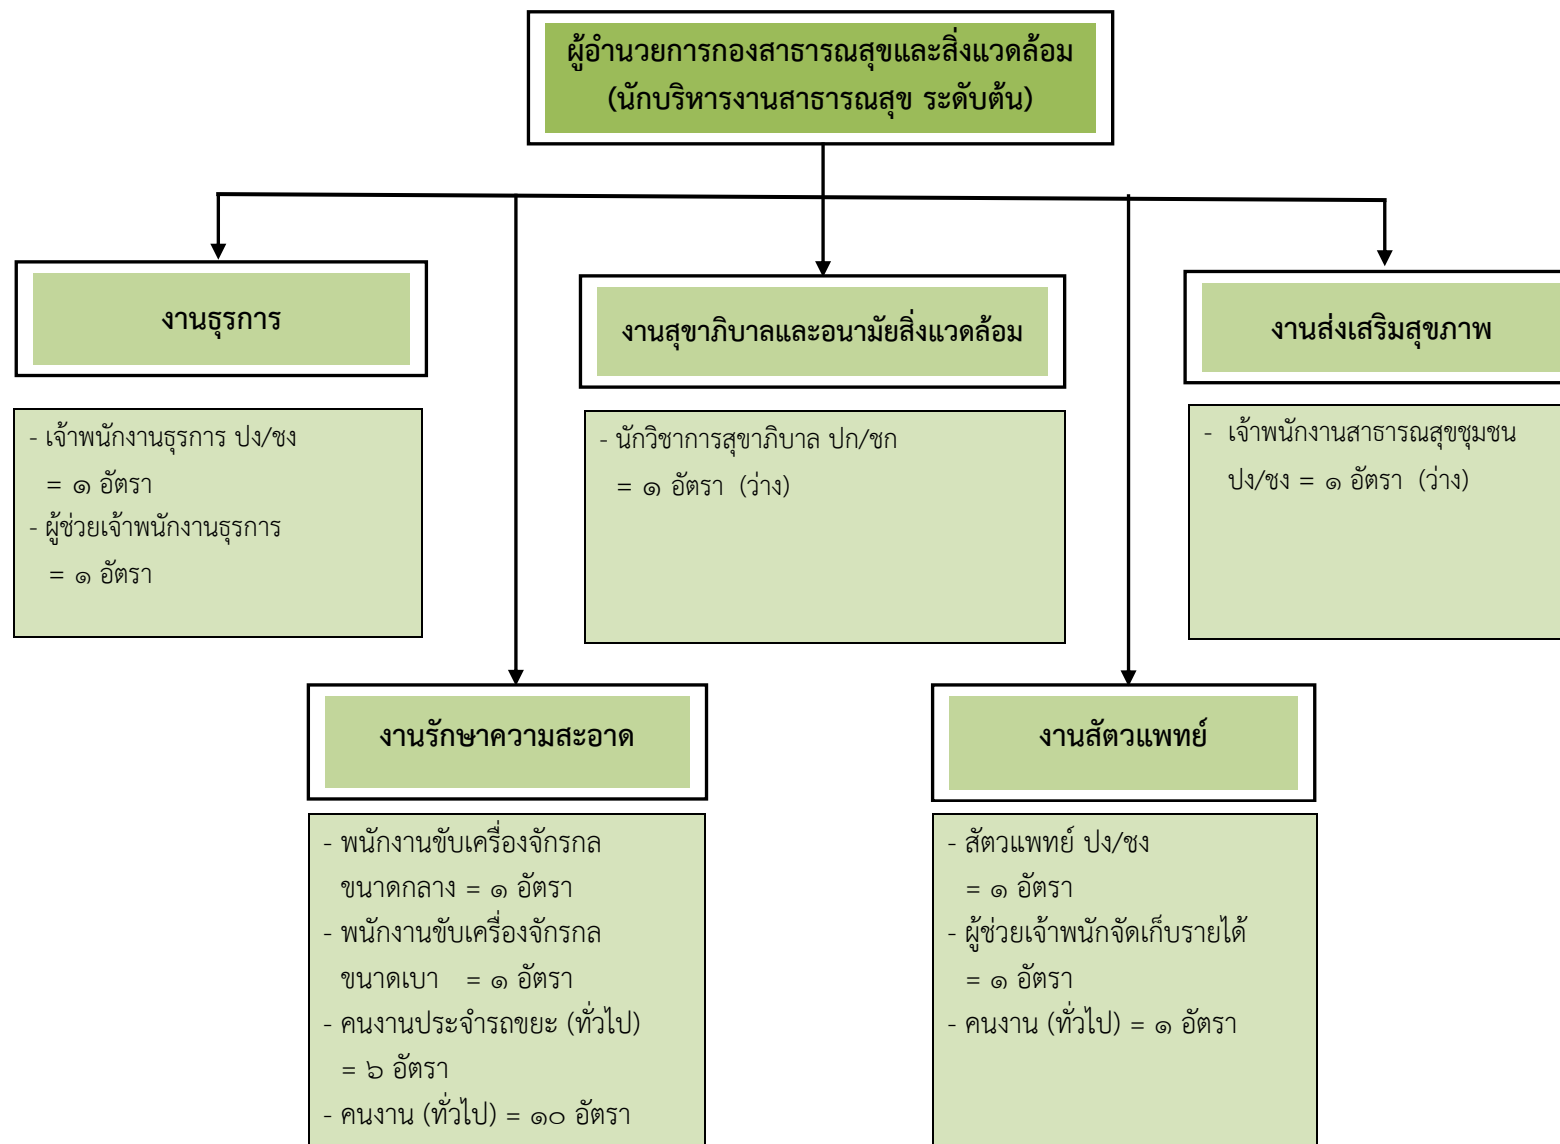 ผู้อำนวยการกองสาธารณสุขและสิ่งแวดล้อม
(นักบริหารงานสาธารณสุข ระดับต้น)
งานธุรการ
- เจ้าพนักงานธุรการ ปง/ชง
= ๑ อัตรา
- ผู้ช่วยเจ้าพนักงานธุรการ
= ๑ อัตรา
งานสุขาภิบาลและอนามัยสิ่งแวดล้อม
- นักวิชาการสุขาภิบาล ปก/ชก
= ๑ อัตรา (ว่าง)
งานส่งเสริมสุขภาพ
- เจ้าพนักงานสาธารณสุขชุมชน
ปง/ชง = ๑ อัตรา (ว่าง)
งานรักษาความสะอาด
- พนักงานขับเครื่องจักรกล
ขนาดกลาง = ๑ อัตรา
- พนักงานขับเครื่องจักรกล
ขนาดเบา = ๑ อัตรา
- คนงานประจำรถขยะ (ทั่วไป)
= ๖ อัตรา
- คนงาน (ทั่วไป) = ๑๐ อัตรา
งานสัตวแพทย์
- สัตวแพทย์ ปง/ชง
= ๑ อัตรา
- ผู้ช่วยเจ้าพนักจัดเก็บรายได้
= ๑ อัตรา
- คนงาน (ทั่วไป) = ๑ อัตรา